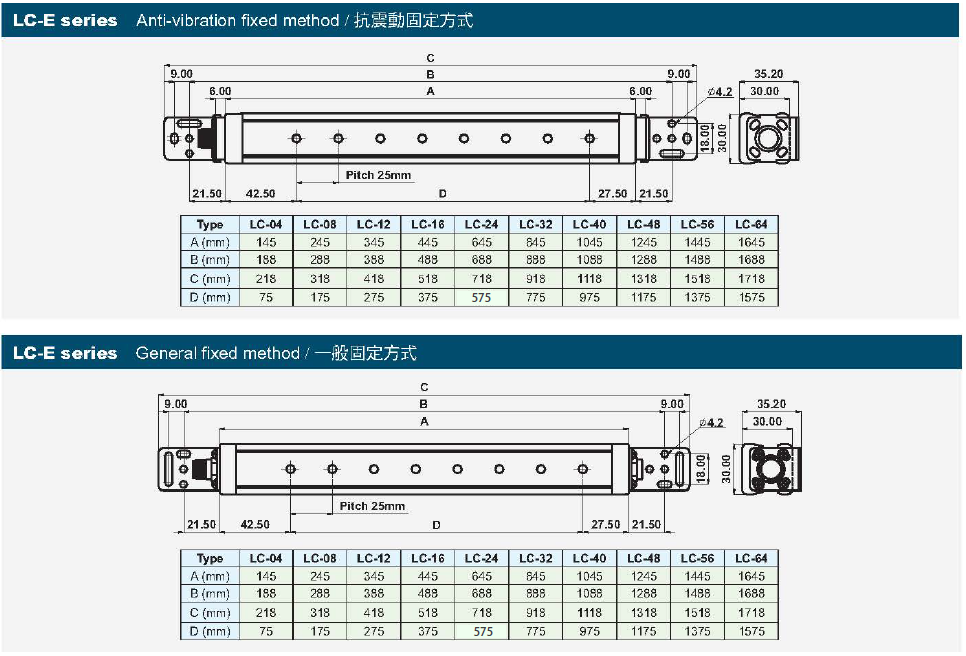 LC-E series Anti-vibration fixed method / 抗震動固定方式
C
9.00 B 9.00 35.20
6.00 A 6.00 ø4.2 30.00
18.00 30.00
Pitch 25mm
21.50 42.50 D 27.50 21.50
Type LC-04 LC-08 LC-12 LC-16 LC-24 LC-32 LC-40 LC-48 LC-56 LC-64
A (mm) 145 245 345 445 645 845 1045 1245 1445 1645
B (mm) 188 288 388 488 688 888 1088 1288 1488 1688
C (mm) 218 318 418 518 718 918 1118 1318 1518 1718
D (mm) 75 175 275 375 575 775 975 1175 1375 1575
LC-E series General fixed method / 一般固定方式
C
9.00 B 9.00 35.20
A ø4.2 30.00
18.00 30.00
Pitch 25mm
21.50 42.50 D 27.50 21.50
Type LC-04 LC-08 LC-12 LC-16 LC-24 LC-32 LC-40 LC-48 LC-56 LC-64
A (mm) 145 245 345 445 645 845 1045 1245 1445 1645
B (mm) 188 288 388 488 688 888 1088 1288 1488 1688
C (mm) 218 318 418 518 718 918 1118 1318 1518 1718
D (mm) 75 175 275 375 575 775 975 1175 1375 1575